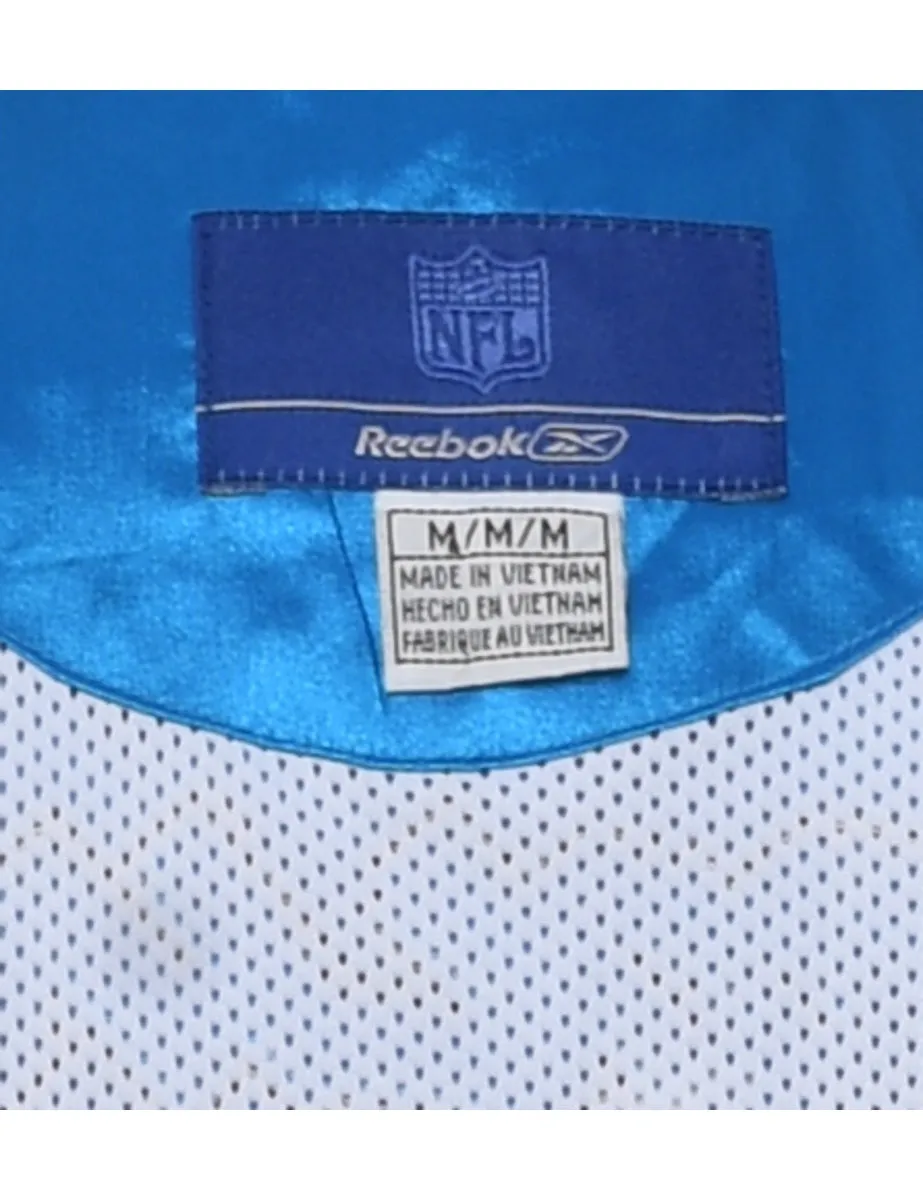 NFL
Reebok
M/M/M
MADE IN VIETNAM
HECHO EN VIETNAM
FABRIQUE AU VIETNAM